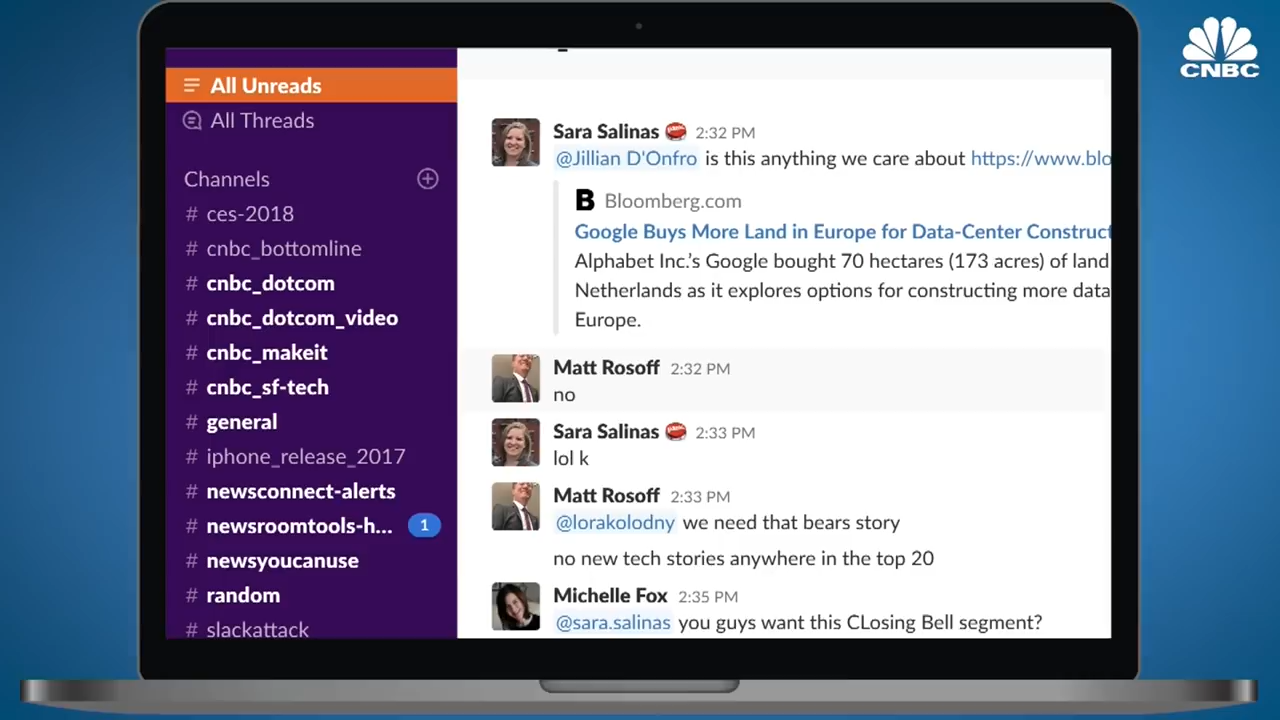 CNBC
All Unreads
All Threads
Channels
# ces-2018
# cnbc_bottomline
# cnbc_dotcom
# cnbc_dotcom_video
# cnbc_makeit
# cnbc_sf-tech
# general
# iphone_release_2017
# newsconnect-alerts
# newsroomtools-h... 1
# newsyoucanuse
# random
# slackattack
Sara Salinas 2:32 PM
@Jillian D'Onfro is this anything we care about https://www.blo
B Bloomberg.com
Google Buys More Land in Europe for Data-Center Construct
Alphabet Inc.'s Google bought 70 hectares (173 acres) of land
Netherlands as it explores options for constructing more data
Europe.
Matt Rosoff 2:32 PM
no
Sara Salinas 2:33 PM
lol k
Matt Rosoff 2:33 PM
@lorakolodny we need that bears story
no new tech stories anywhere in the top 20
Michelle Fox 2:35 PM
@sara.salinas you guys want this CLosing Bell segment?